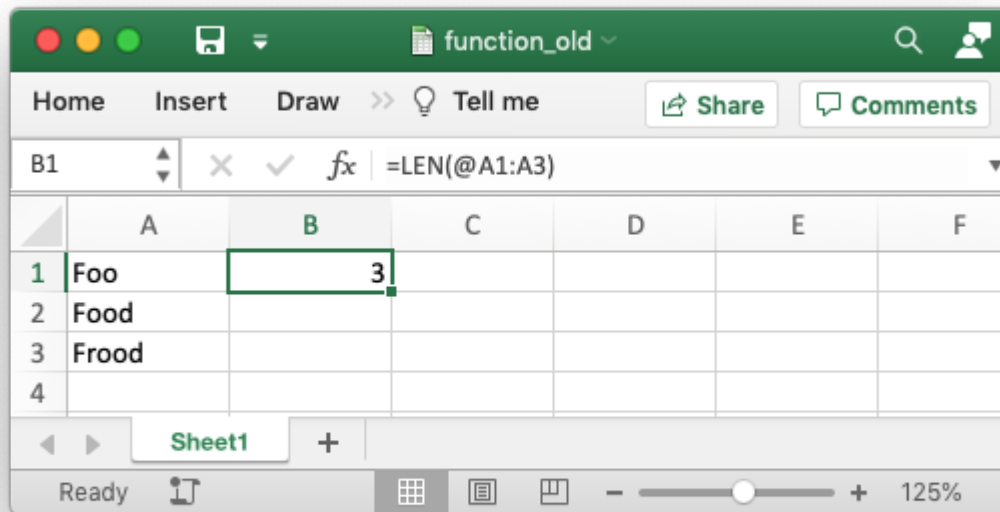 function_old
Home Insert Draw >> Tell me Share Comments
B1 fx =LEN(@A1:A3)
A B C D E F
1 Foo 3
2 Food
3 Frood
4
Sheet1 +
Ready 125%